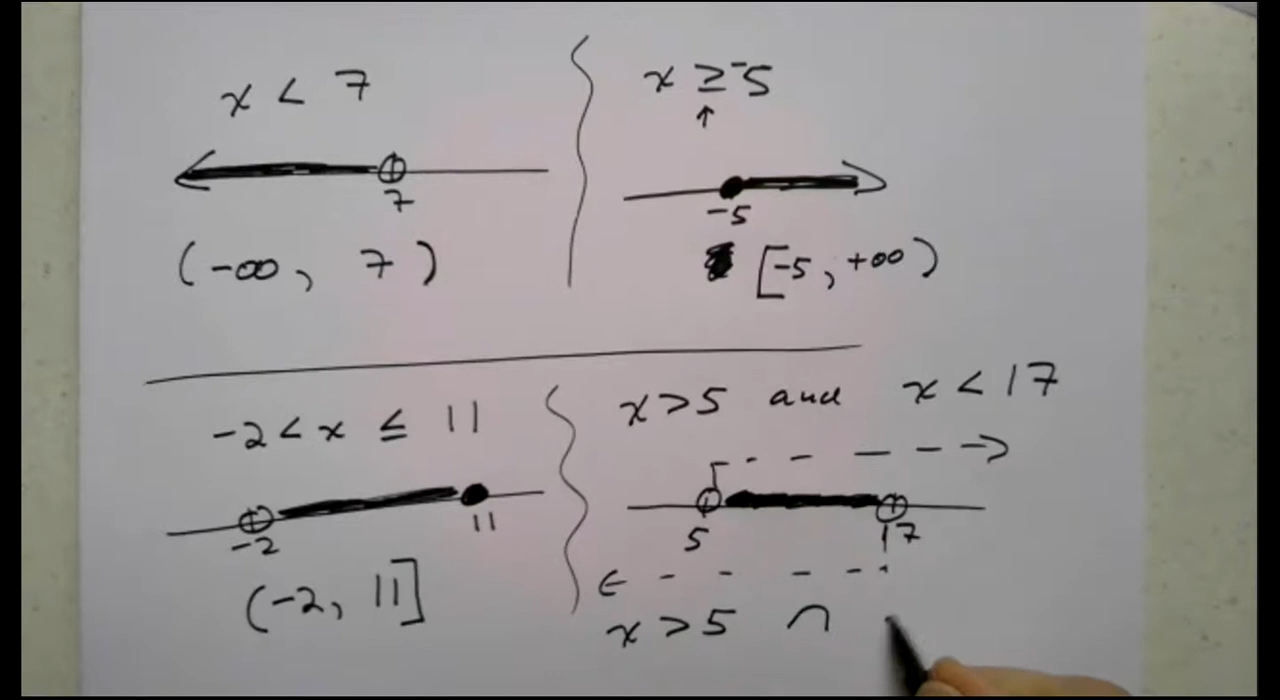 x < 7
7
(-∞, 7)
x ≥ -5
↑
-5
[-5, +∞)
-2 < x ≤ 11
-2 11
(-2, 11]
x > 5 and x < 17
5 17
x > 5 ∩